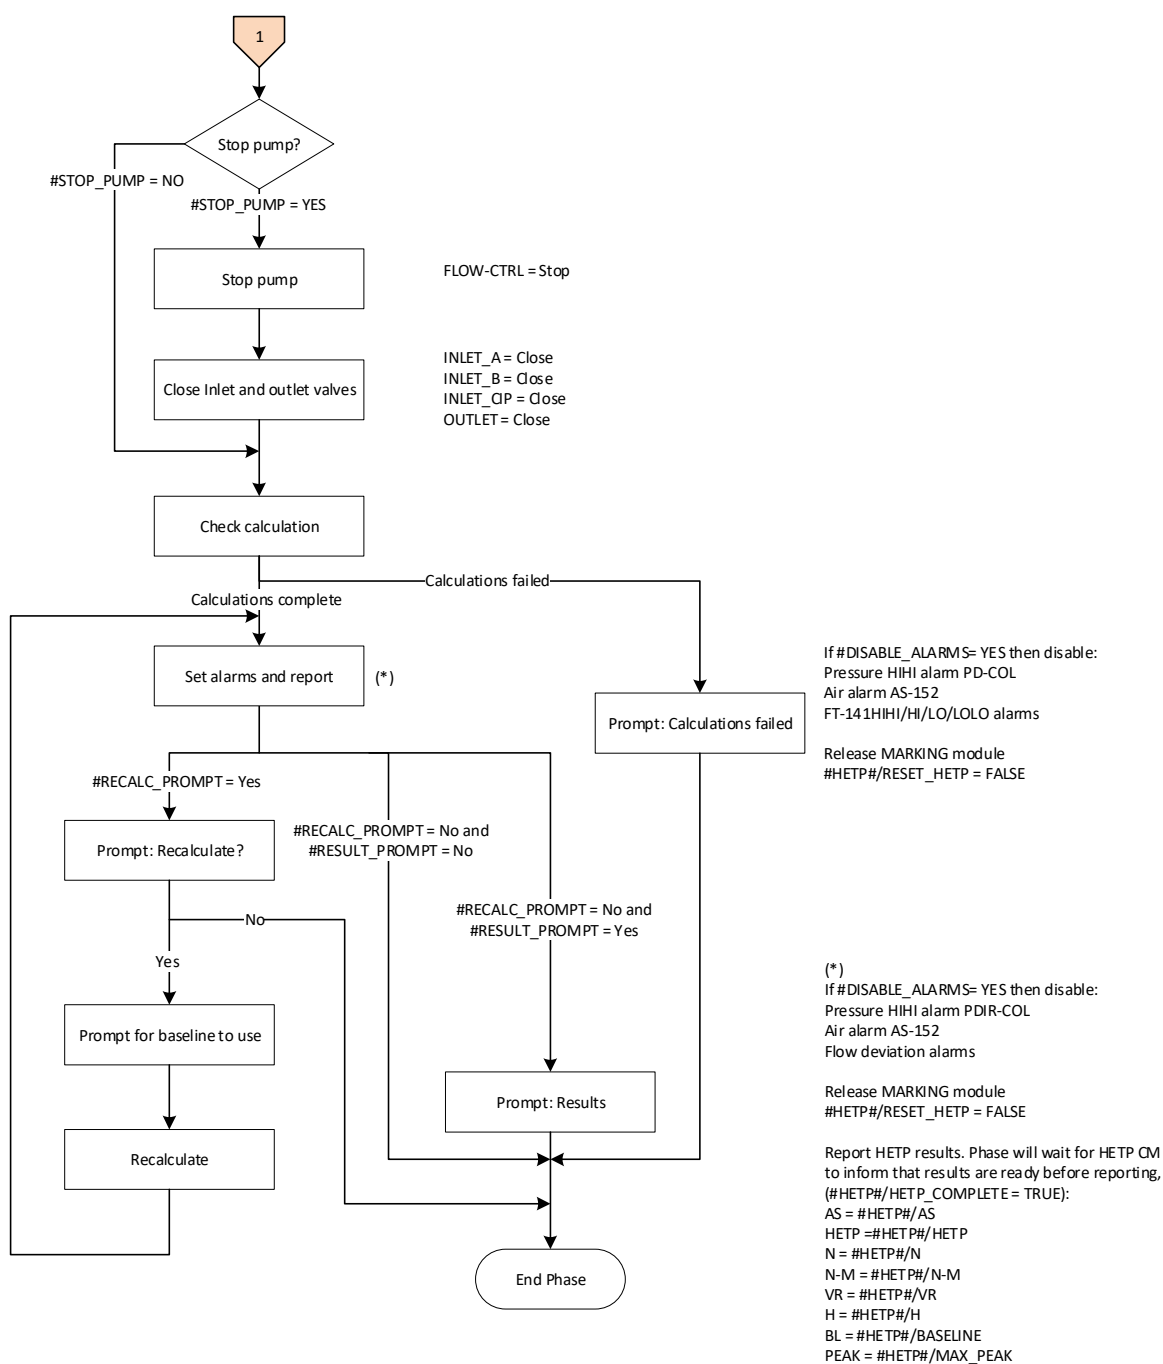 1
Stop pump?
#STOP_PUMP = NO
#STOP_PUMP = YES
Stop pump
FLOW-CTRL = Stop
Close Inlet and outlet valves
INLET_A = Close
INLET_B = Close
INLET_CIP = Close
OUTLET = Close
Check calculation
Calculations failed
Calculations complete
Set alarms and report
(*)
Prompt: Calculations failed
If #DISABLE_ALARMS= YES then disable:
Pressure HIHI alarm PD-COL
Air alarm AS-152
FT-141HIHI/HI/LO/LOLO alarms
Release MARKING module
#HETP#/RESET_HETP = FALSE
#RECALC_PROMPT = Yes
Prompt: Recalculate?
#RECALC_PROMPT = No and
#RESULT_PROMPT = No
#RECALC_PROMPT = No and
#RESULT_PROMPT = Yes
No
Yes
Prompt for baseline to use
Recalculate
Prompt: Results
End Phase
(*)
If #DISABLE_ALARMS= YES then disable:
Pressure HIHI alarm PDIR-COL
Air alarm AS-152
Flow deviation alarms
Release MARKING module
#HETP#/RESET_HETP = FALSE
Report HETP results. Phase will wait for HETP CM
to inform that results are ready before reporting,
(#HETP#/HETP_COMPLETE = TRUE):
AS = #HETP#/AS
HETP =#HETP#/HETP
N = #HETP#/N
N-M = #HETP#/N-M
VR = #HETP#/VR
H = #HETP#/H
BL = #HETP#/BASELINE
PEAK = #HETP#/MAX_PEAK